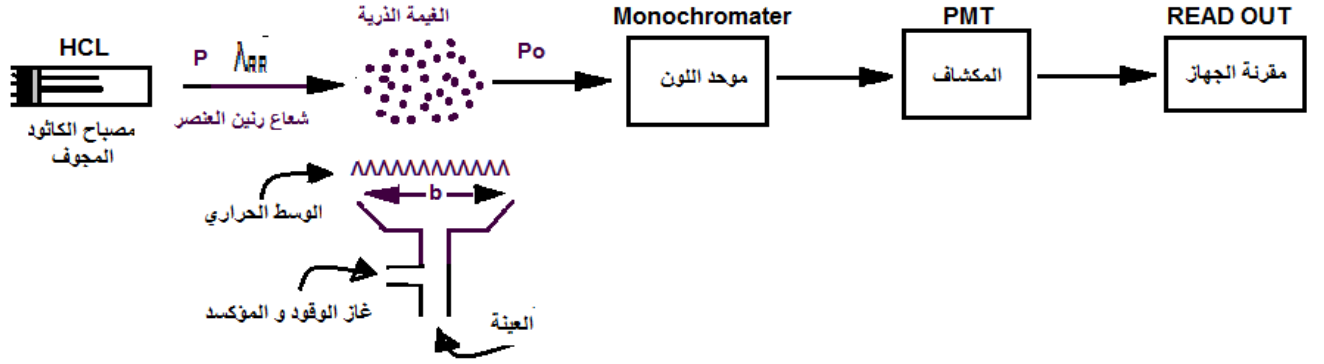 HCL
مصباح الكاثود
المجوف
P λRR
شعاع رنين العنصر
الغيمة الذرية
Po
Monochromater
موحد اللون
PMT
المكشاف
READ OUT
مقرنة الجهاز
الوسط الحراري
b
غاز الوقود و المؤكسد
العينة